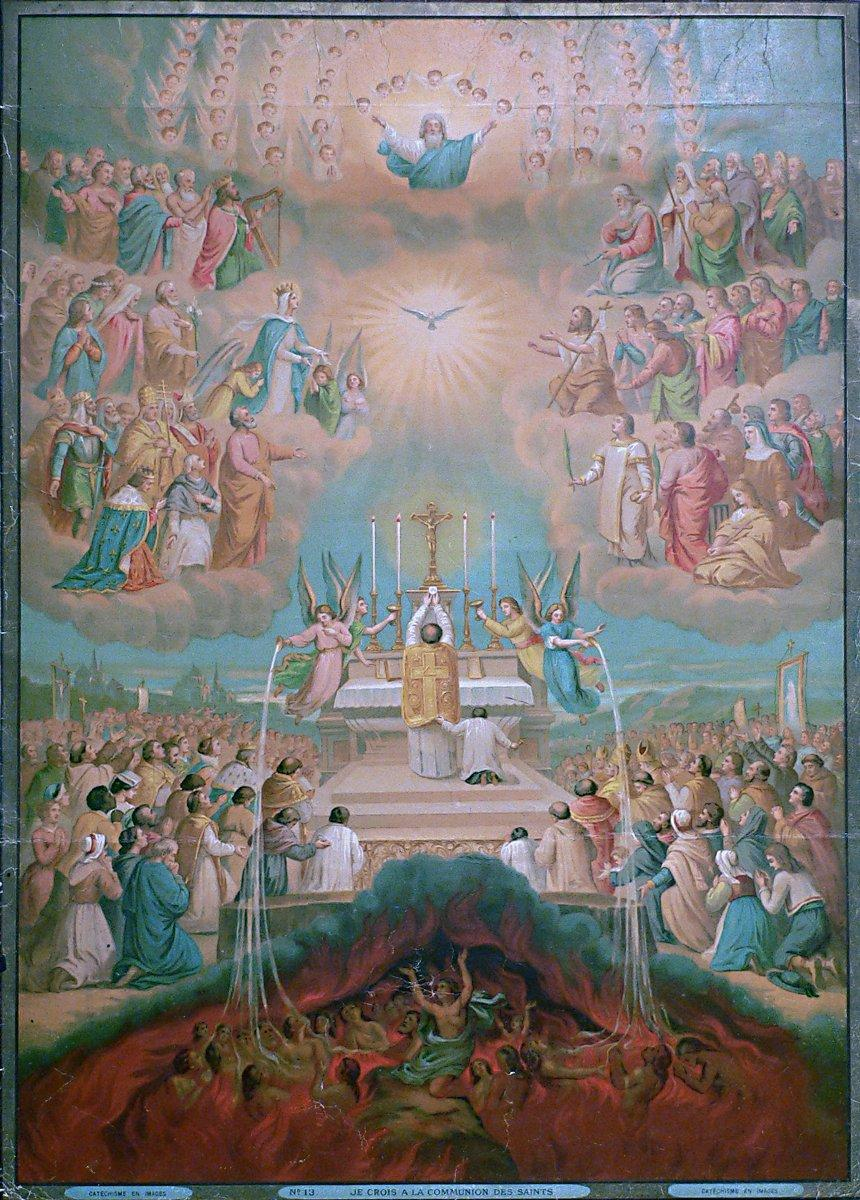 CATÉCHISME EN IMAGES
Nº 13. JE CROIS A LA COMMUNION DES SAINTS
CATÉCHISME EN IMAGES